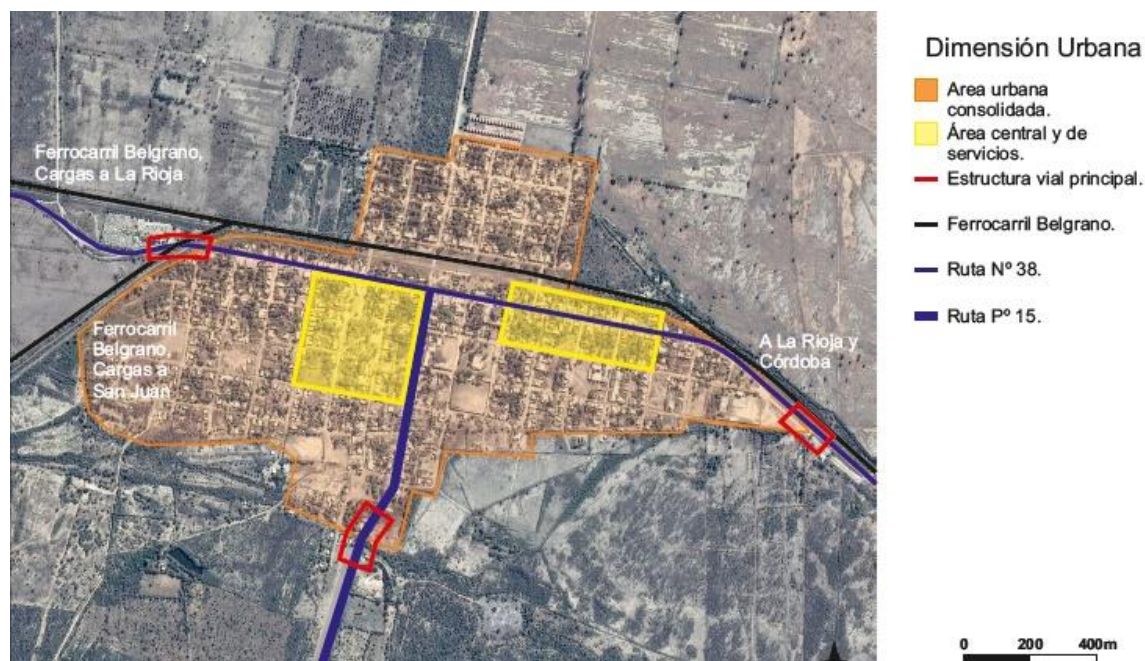 Ferrocarril Belgrano,
Cargas a La Rioja
Ferrocarril
Belgrano,
Cargas a
San Juan
A La Rioja y
Córdoba
Dimensión Urbana
Area urbana
consolidada.
Área central y de
servicios.
Estructura vial principal.
Ferrocarril Belgrano.
Ruta Nº 38.
Ruta Pº 15.
0 200 400m